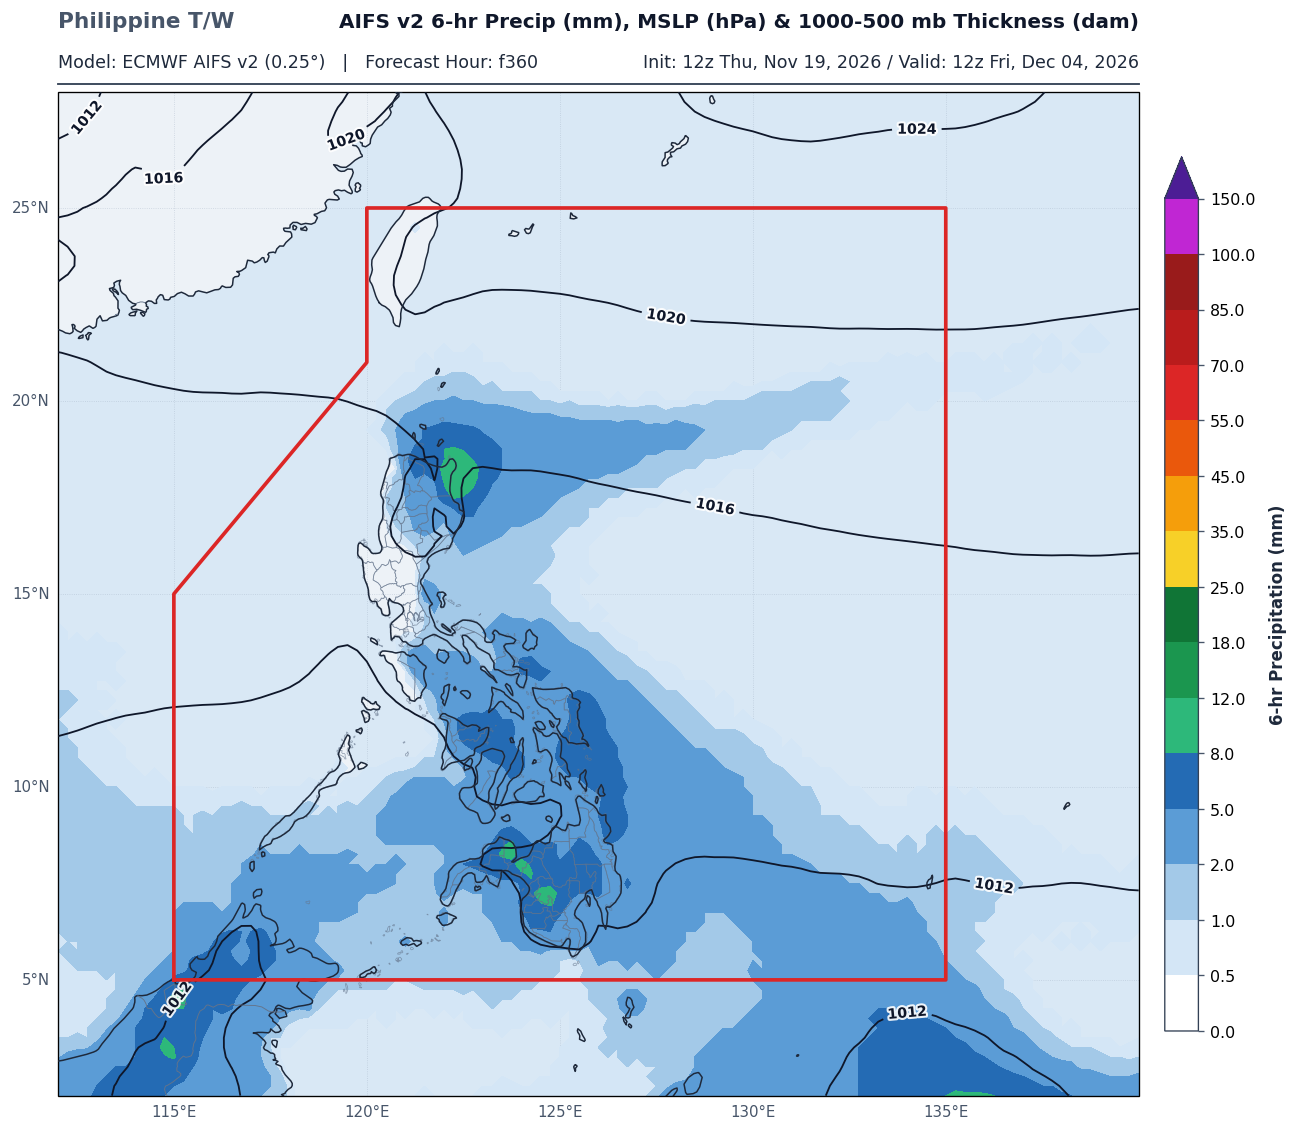 Philippine T/W
AIFS v2 6-hr Precip (mm), MSLP (hPa) & 1000-500 mb Thickness (dam)
Model: ECMWF AIFS v2 (0.25°) | Forecast Hour: f360
Init: 12z Thu, Nov 19, 2026 / Valid: 12z Fri, Dec 04, 2026
1012
1020
1024
1016
25°N
1020
20°N
1016
15°N
10°N
1012
5°N
1012
1012
115°E
120°E
125°E
130°E
135°E
150.0
100.0
85.0
70.0
55.0
45.0
35.0
25.0
18.0
12.0
8.0
5.0
2.0
1.0
0.5
0.0
6-hr Precipitation (mm)